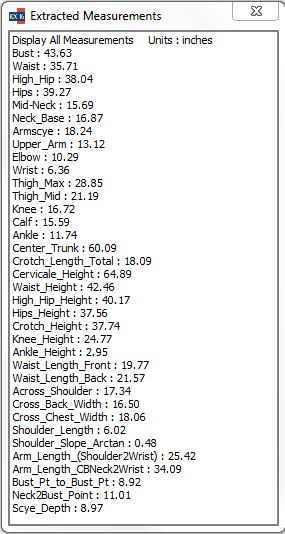 Extracted Measurements
Display All Measurements Units : inches
Bust : 43.63
Waist : 35.71
High_Hip : 38.04
Hips : 39.27
Mid-Neck : 15.69
Neck_Base : 16.87
Armscye : 18.24
Upper_Arm : 13.12
Elbow : 10.29
Wrist : 6.36
Thigh_Max : 28.85
Thigh_Mid : 21.19
Knee : 16.72
Calf : 15.59
Ankle : 11.74
Center_Trunk : 60.09
Crotch_Length_Total : 18.09
Cervicale_Height : 64.89
Waist_Height : 42.46
High_Hip_Height : 40.17
Hips_Height : 37.56
Crotch_Height : 37.74
Knee_Height : 24.77
Ankle_Height : 2.95
Waist_Length_Front : 19.77
Waist_Length_Back : 21.57
Across_Shoulder : 17.34
Cross_Back_Width : 16.50
Cross_Chest_Width : 18.06
Shoulder_Length : 6.02
Shoulder_Slope_Arctan : 0.48
Arm_Length_(Shoulder2Wrist) : 25.42
Arm_Length_CBNeck2Wrist : 34.09
Bust_Pt_to_Bust_Pt : 8.92
Neck2Bust_Point : 11.01
Scye_Depth : 8.97